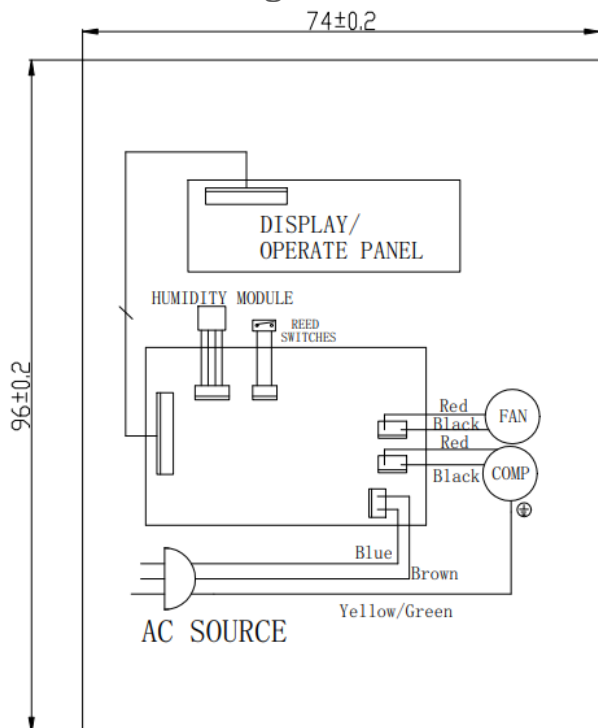 74±0.2
96±0.2
DISPLAY/
OPERATE PANEL
HUMIDITY MODULE
REED
SWITCHES
Red
Black
FAN
Red
Black
COMP
Blue
Brown
Yellow/Green
AC SOURCE